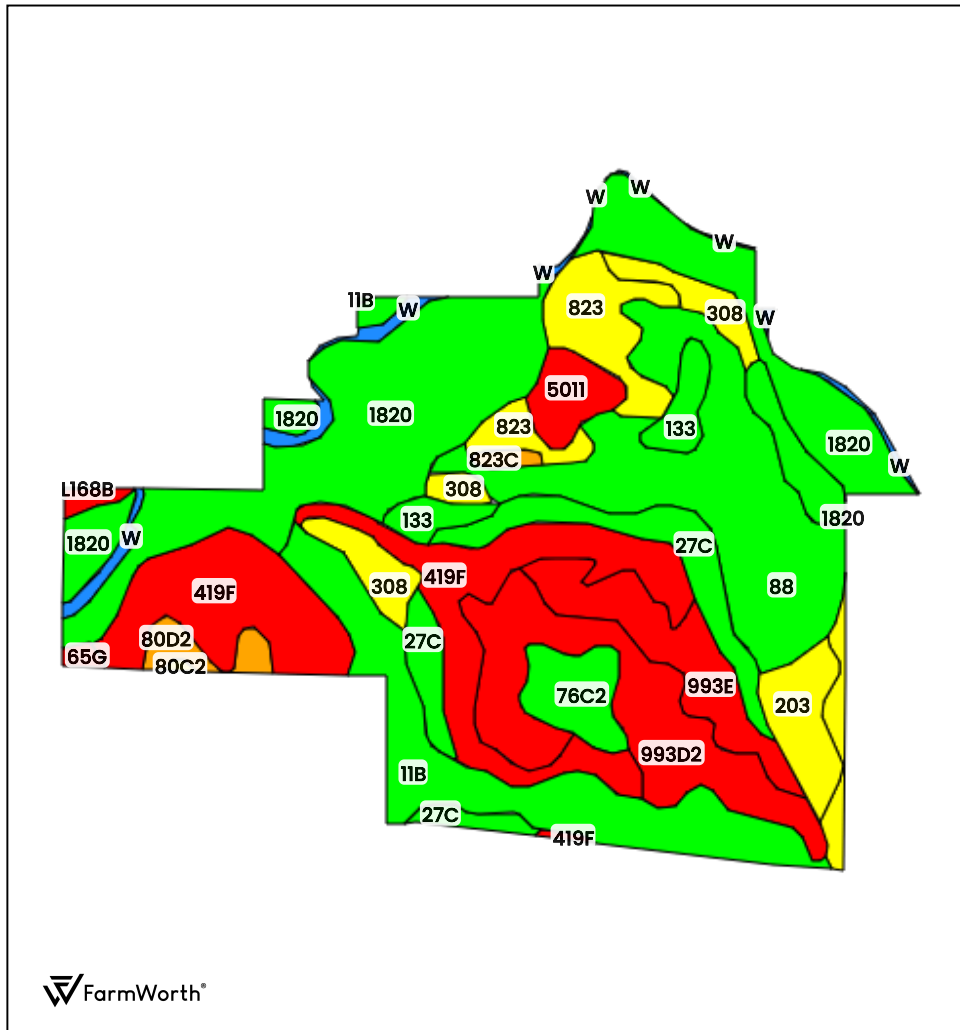 W
W
W
W
11B
W
823
308
W
5011
1820
1820
823
133
1820
823C
W
L168B
308
133
1820
W
1820
27C
419F
308
419F
88
80D2
27C
65G
80C2
993E
76C2
203
993D2
11B
27C
419F
FarmWorth®